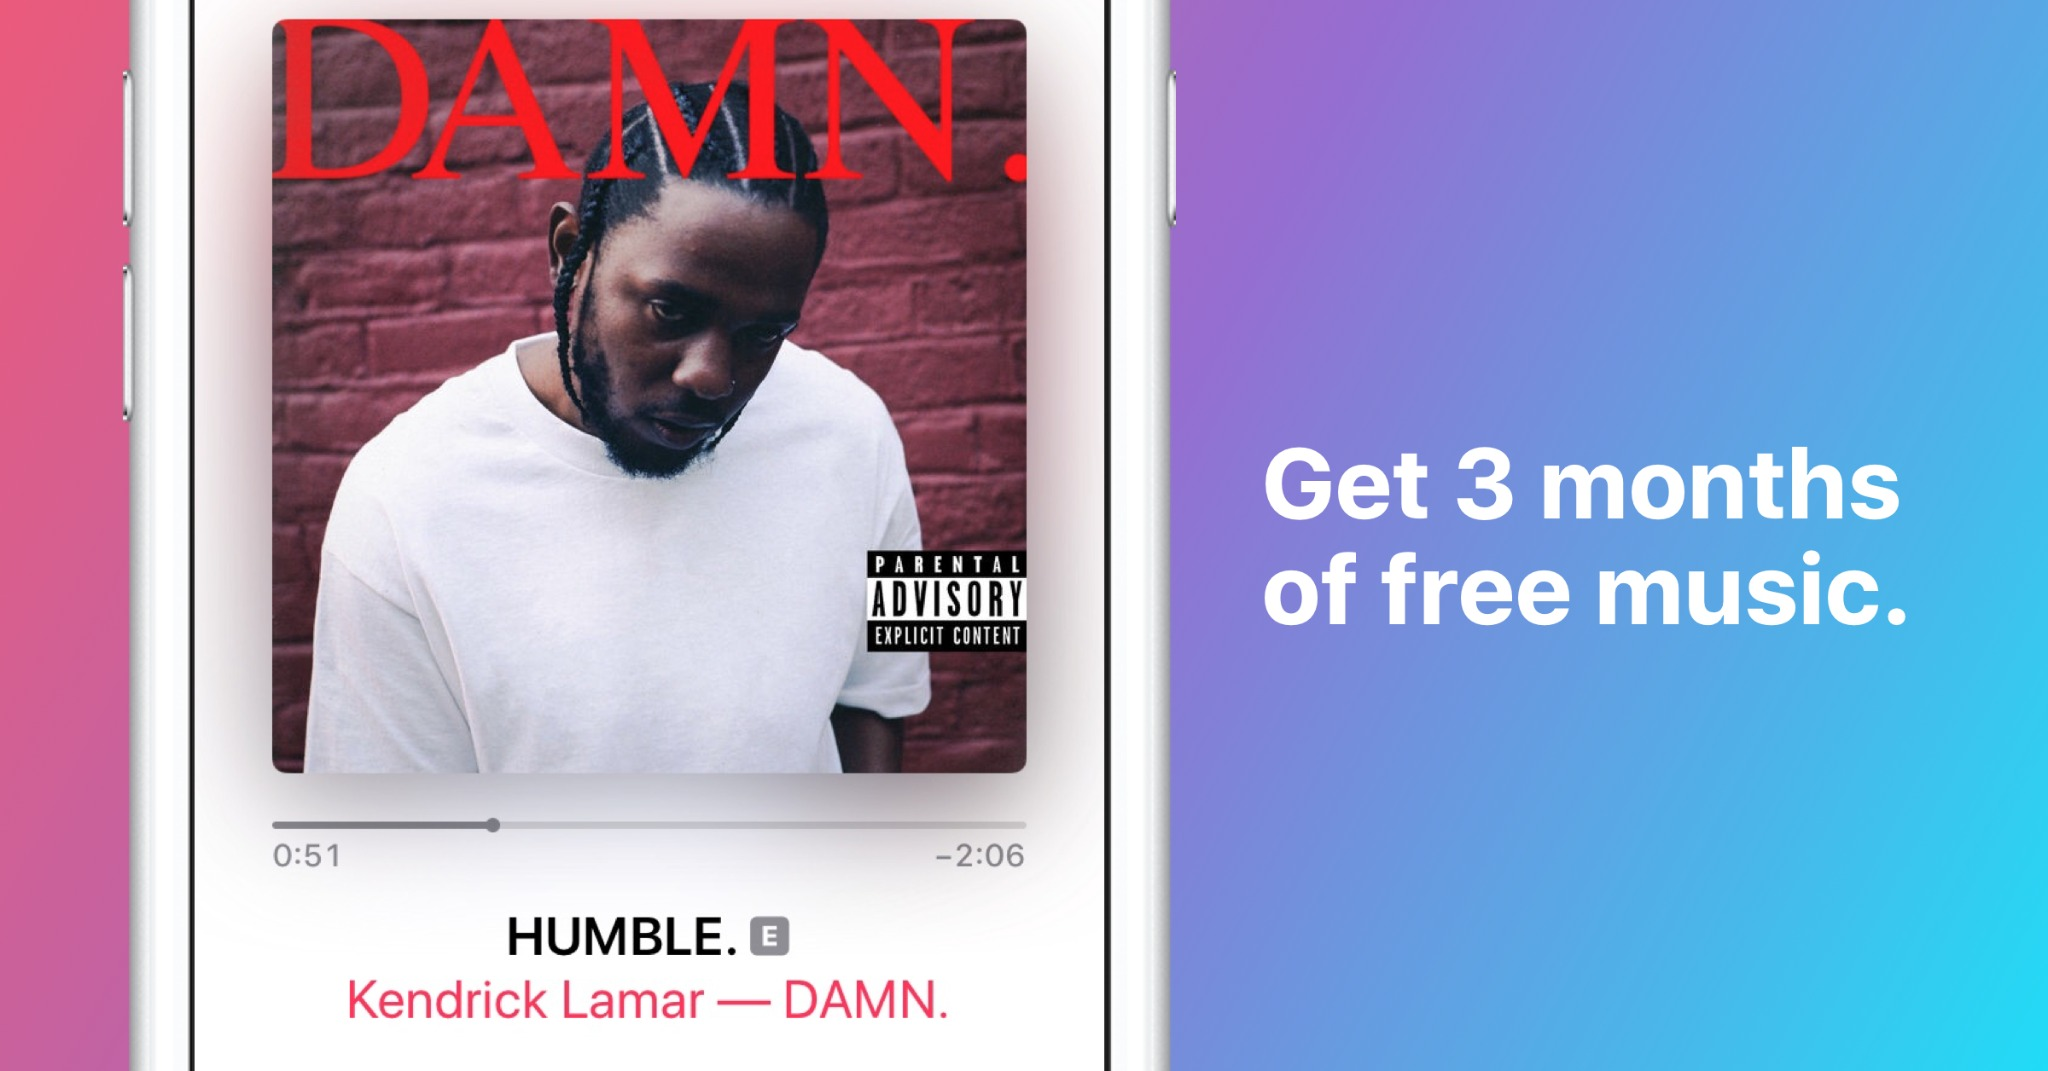 DAMN.
PARENTAL
ADVISORY
EXPLICIT CONTENT
0:51
−2:06
HUMBLE. E
Kendrick Lamar — DAMN.
Get 3 months
of free music.